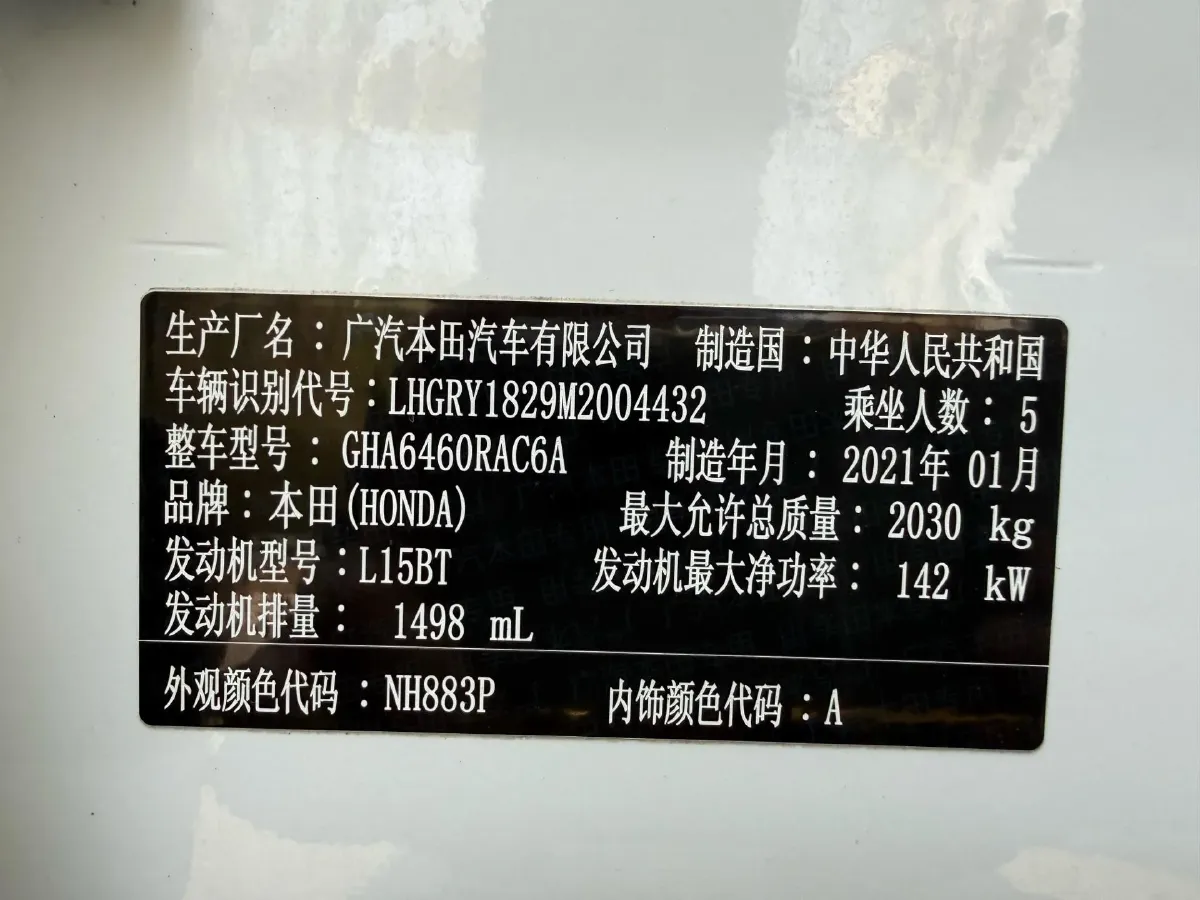 生产厂名：广汽本田汽车有限公司 制造国：中华人民共和国
车辆识别代号：LHGRY1829M2004432 乘坐人数：5
整车型号：GHA6460RAC6A 制造年月：2021年 01月
品牌：本田(HONDA) 最大允许总质量：2030 kg
发动机型号：L15BT 发动机最大净功率：142 kW
发动机排量：1498 mL
外观颜色代码：NH883P 内饰颜色代码：A